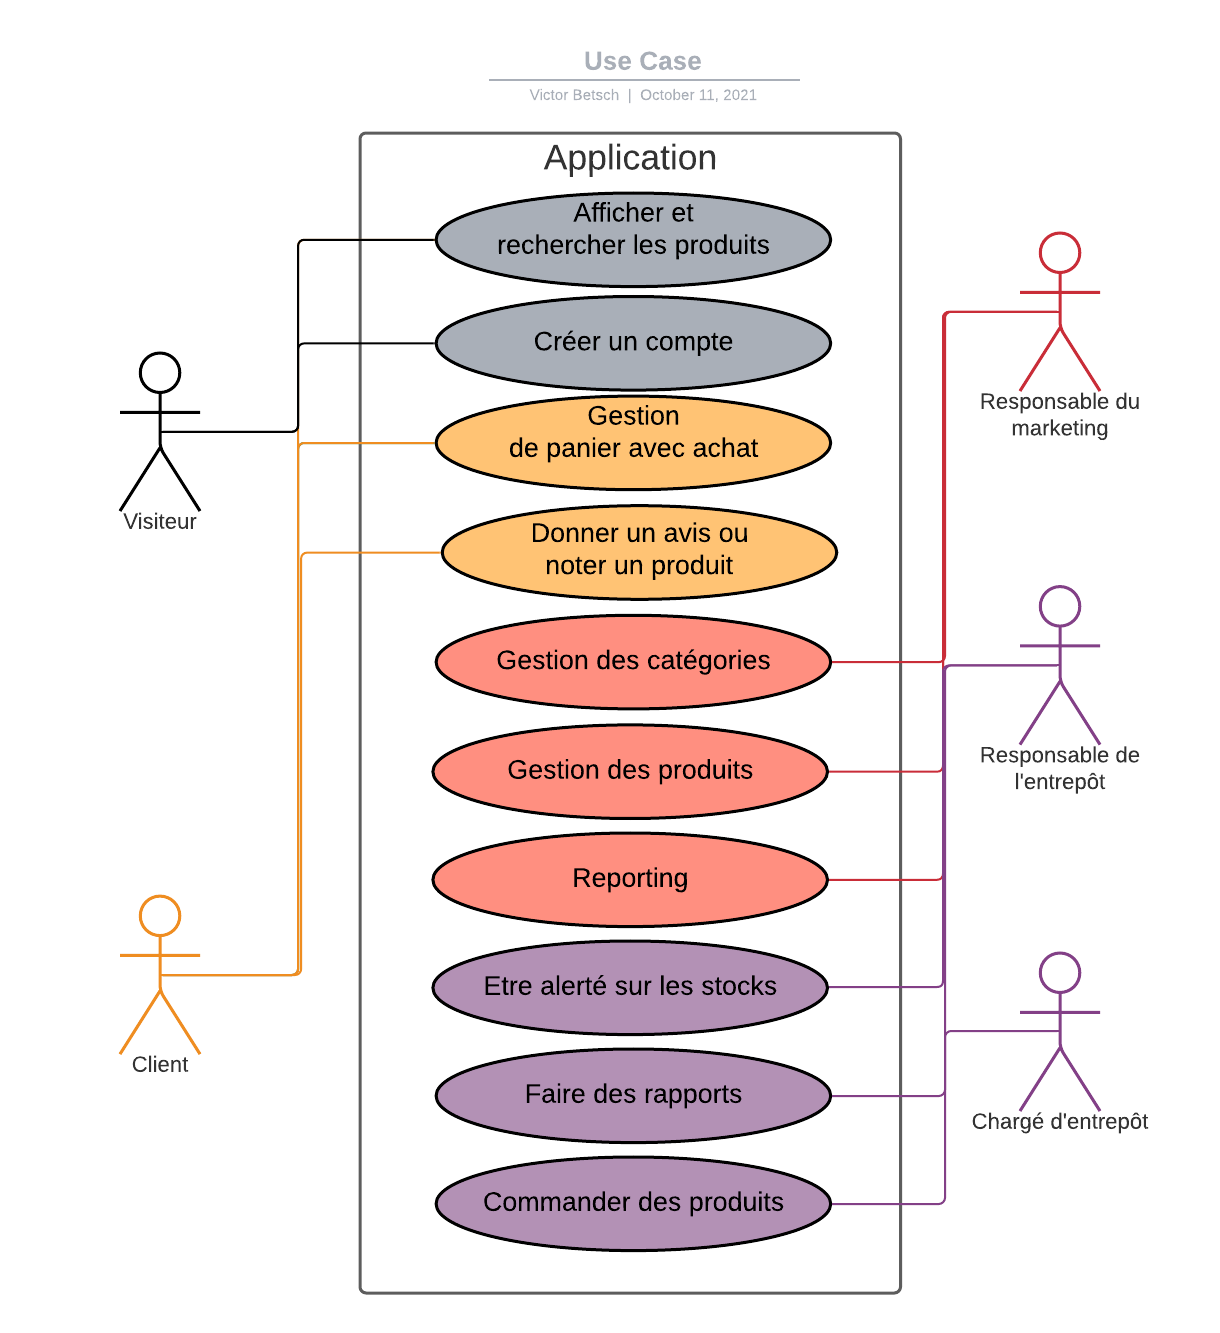 Use Case
Victor Betsch | October 11, 2021
Application
Afficher et
rechercher les produits
Créer un compte
Gestion
de panier avec achat
Donner un avis ou
noter un produit
Gestion des catégories
Gestion des produits
Reporting
Etre alerté sur les stocks
Faire des rapports
Commander des produits
Visiteur
Client
Responsable du
marketing
Responsable de
l'entrepôt
Chargé d'entrepôt